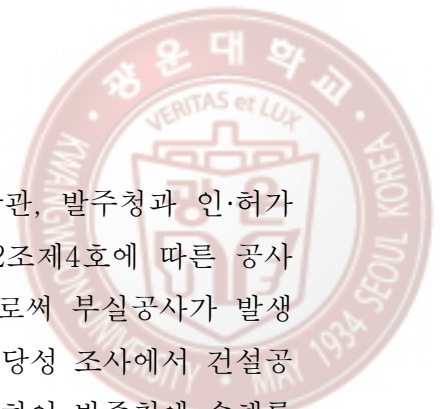 광운대학교
VERITAS et LUX
KWANGWOON UNIVERSITY • MAY 1934 SEOUL KOREA
관, 발주청과 인·허가
2조제4호에 따른 공사
로써 부실공사가 발생
당성 조사에서 건설공